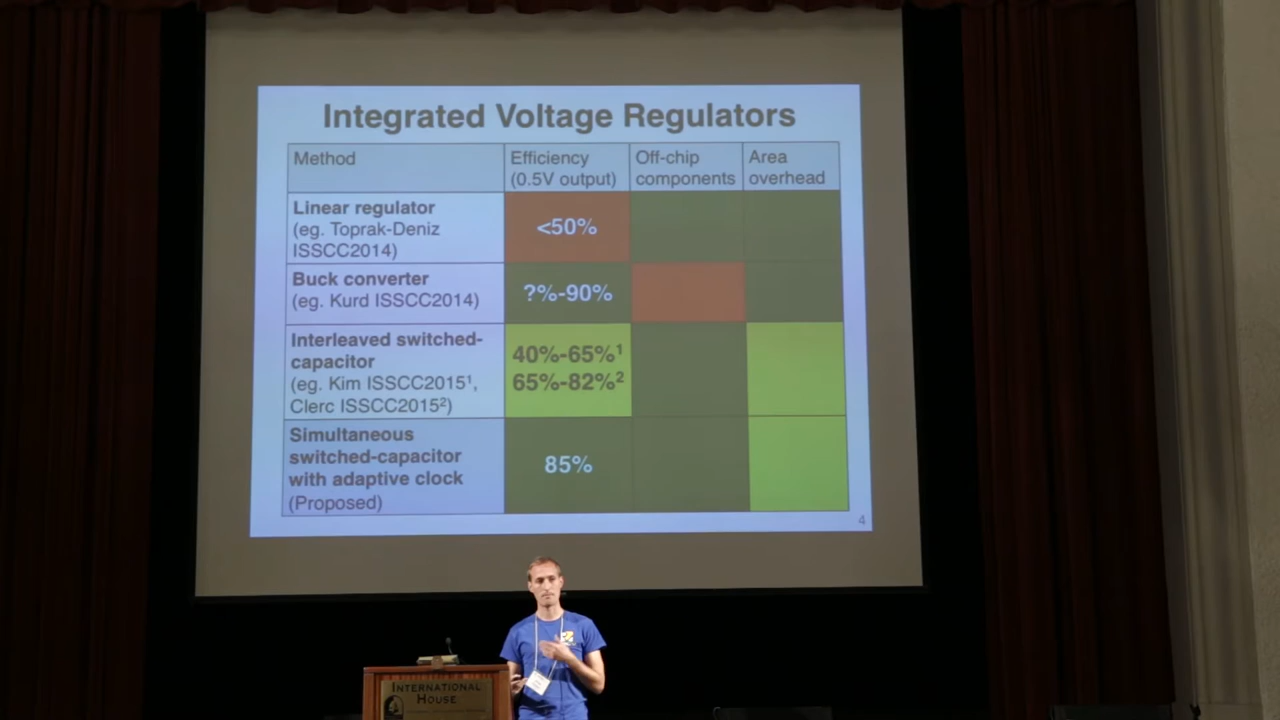 Integrated Voltage Regulators
Method
Efficiency
(0.5V output)
Off-chip
components
Area
overhead
Linear regulator
(eg. Toprak-Deniz
ISSCC2014)
<50%
Buck converter
(eg. Kurd ISSCC2014)
?%-90%
Interleaved switched-
capacitor
(eg. Kim ISSCC2015¹,
Clerc ISSCC2015²)
40%-65%¹
65%-82%²
Simultaneous
switched-capacitor
with adaptive clock
(Proposed)
85%
4
INTERNATIONAL
HOUSE